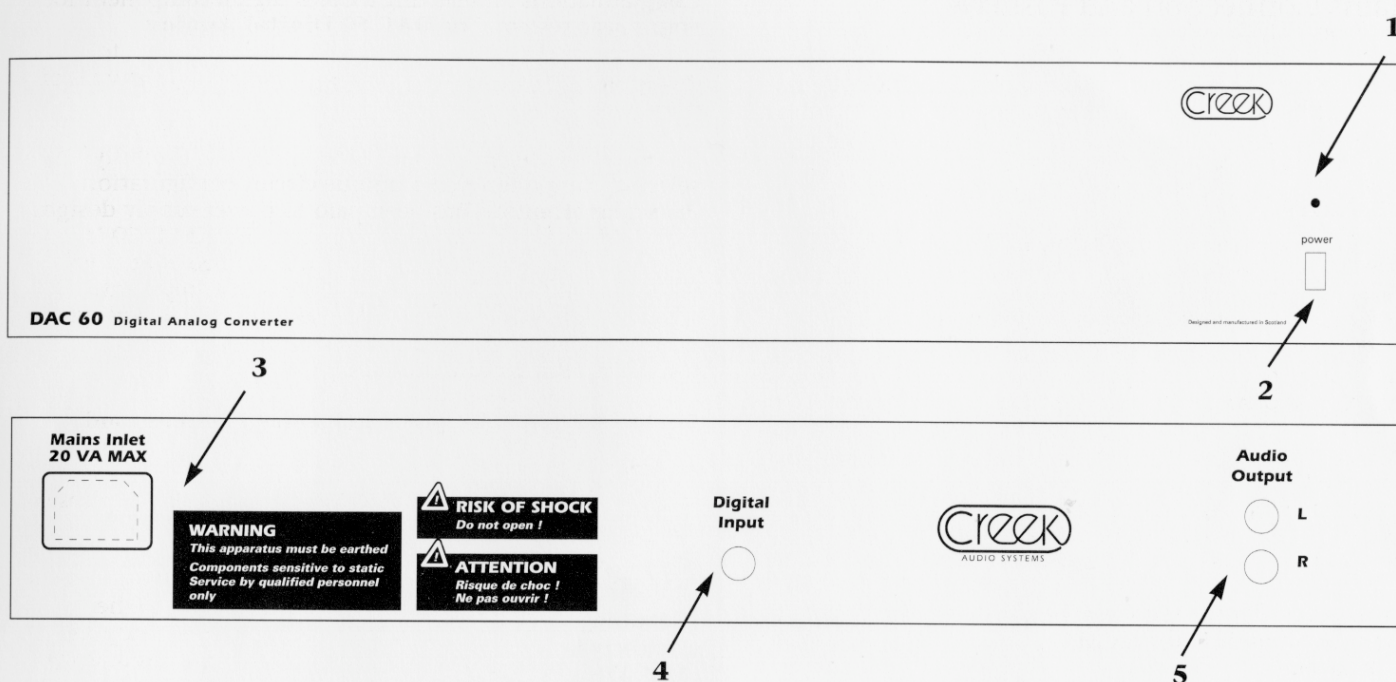 1
Creek
power
DAC 60 Digital Analog Converter
Designed and manufactured in Scotland
3
2
Mains Inlet
20 VA MAX
WARNING
This apparatus must be earthed
Components sensitive to static
Service by qualified personnel
only
RISK OF SHOCK
Do not open !
ATTENTION
Risque de choc !
Ne pas ouvrir !
Digital
Input
Creek
AUDIO SYSTEMS
Audio
Output
L
R
4
5